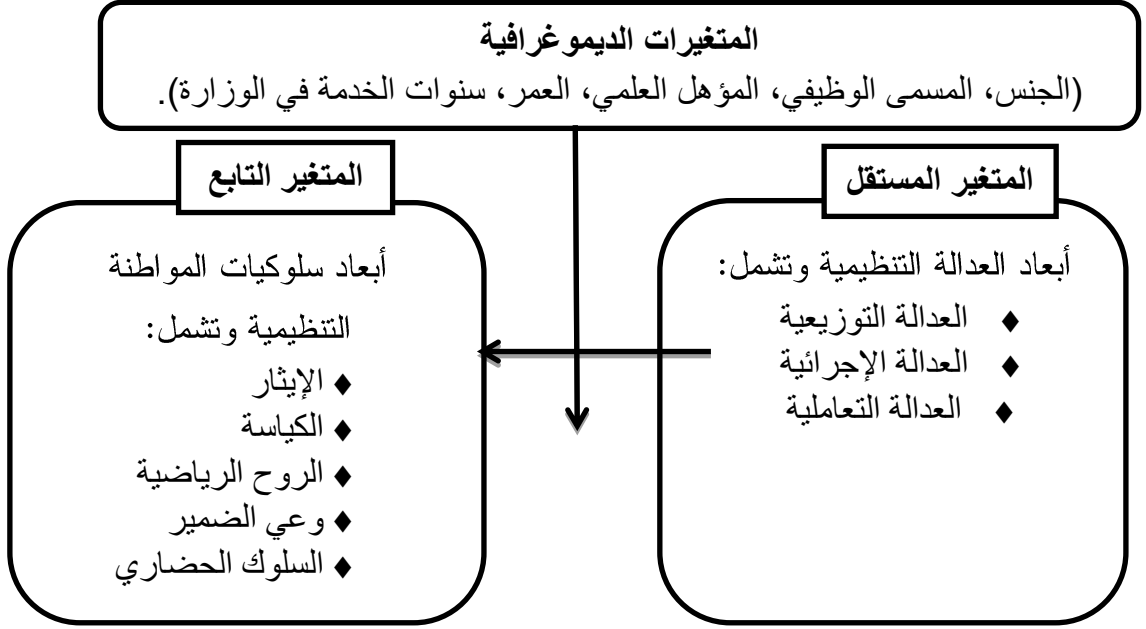 المتغيرات الديموغرافية
(الجنس، المسمى الوظيفي، المؤهل العلمي، العمر، سنوات الخدمة في الوزارة).
المتغير المستقل
أبعاد العدالة التنظيمية وتشمل:
♦ العدالة التوزيعية
♦ العدالة الإجرائية
♦ العدالة التعاملية
المتغير التابع
أبعاد سلوكيات المواطنة
التنظيمية وتشمل:
♦ الإيثار
♦ الكياسة
♦ الروح الرياضية
♦ وعي الضمير
♦ السلوك الحضاري